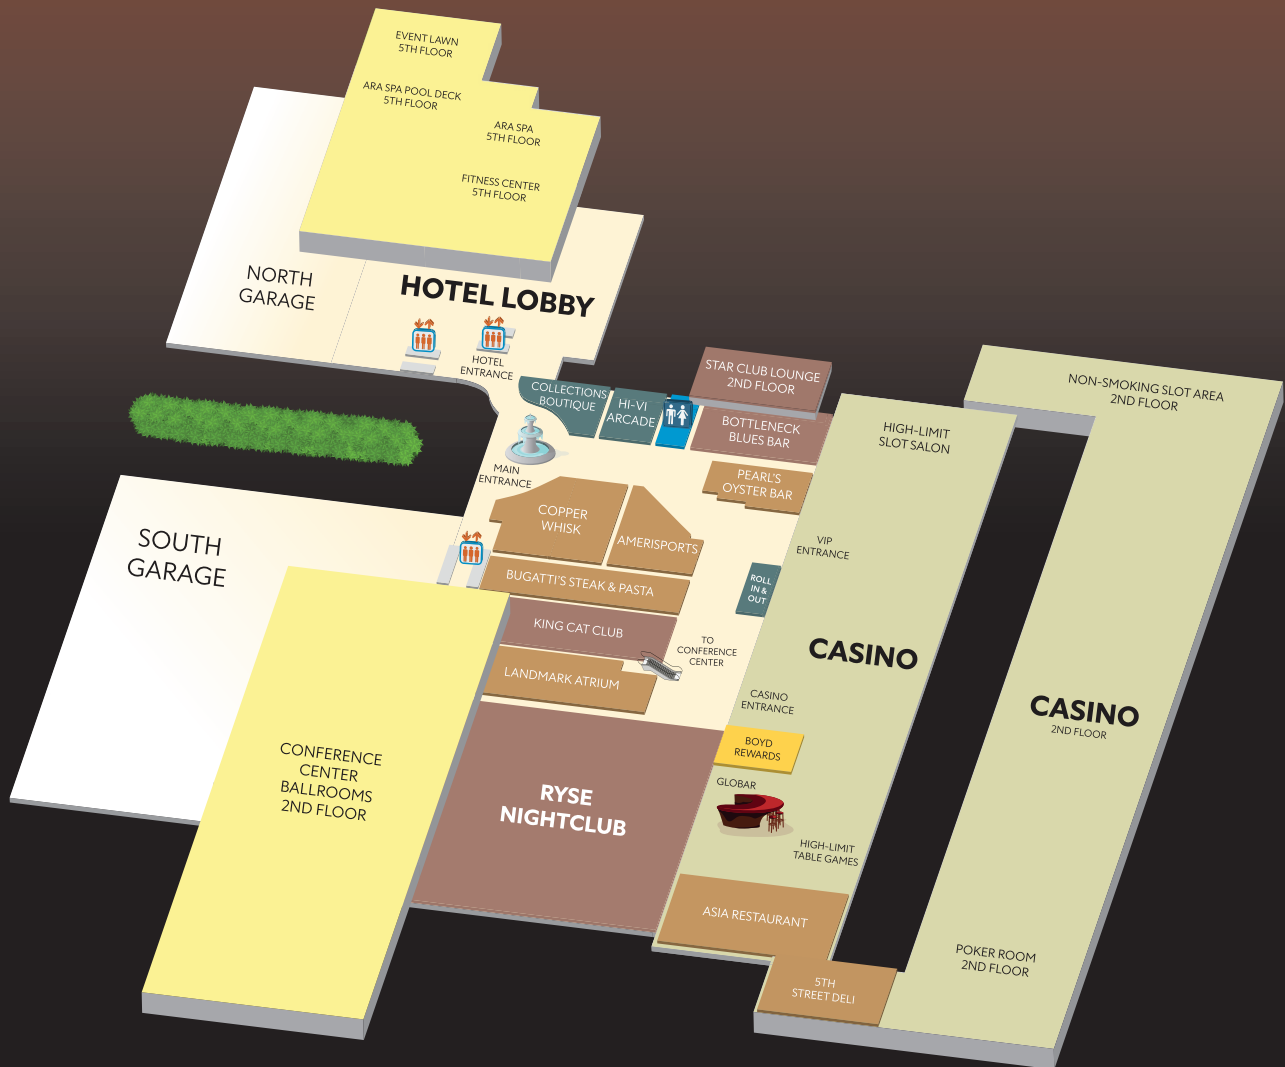 EVENT LAWN
5TH FLOOR
ARA SPA POOL DECK
5TH FLOOR
ARA SPA
5TH FLOOR
FITNESS CENTER
5TH FLOOR
NORTH
GARAGE
HOTEL LOBBY
HOTEL
ENTRANCE
COLLECTIONS
BOUTIQUE
HI-VI
ARCADE
STAR CLUB LOUNGE
2ND FLOOR
BOTTLENECK
BLUES BAR
NON-SMOKING SLOT AREA
2ND FLOOR
HIGH-LIMIT
SLOT SALON
MAIN
ENTRANCE
PEARL'S
OYSTER BAR
COPPER
WHISK
AMERISPORTS
VIP
ENTRANCE
SOUTH
GARAGE
BUGATTI'S STEAK & PASTA
ROLL
IN &
OUT
KING CAT CLUB
TO
CONFERENCE
CENTER
CASINO
LANDMARK ATRIUM
CASINO
ENTRANCE
CASINO
2ND FLOOR
BOYD
REWARDS
CONFERENCE
CENTER
BALLROOMS
2ND FLOOR
RYSE
NIGHTCLUB
GLOBAR
HIGH-LIMIT
TABLE GAMES
ASIA RESTAURANT
POKER ROOM
2ND FLOOR
5TH
STREET DELI